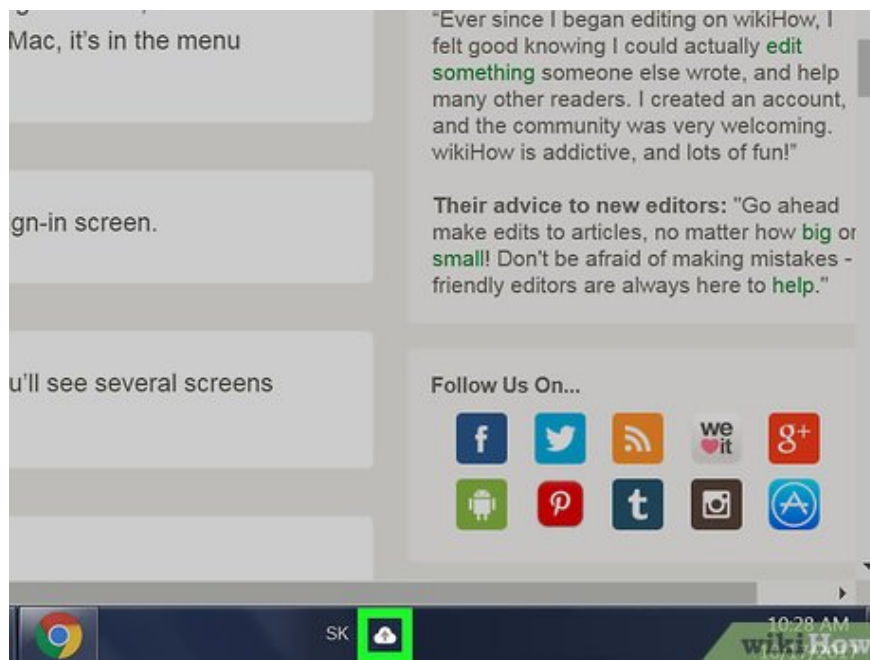 Mac, it's in the menu
gn-in screen.
u'll see several screens
"Ever since I began editing on wikiHow, I
felt good knowing I could actually edit
something someone else wrote, and help
many other readers. I created an account,
and the community was very welcoming.
wikiHow is addictive, and lots of fun!"
Their advice to new editors: "Go ahead
make edits to articles, no matter how big or
small! Don't be afraid of making mistakes -
friendly editors are always here to help."
Follow Us On...
f
we
it
g+
t
SK
10:28 AM
wikiHow